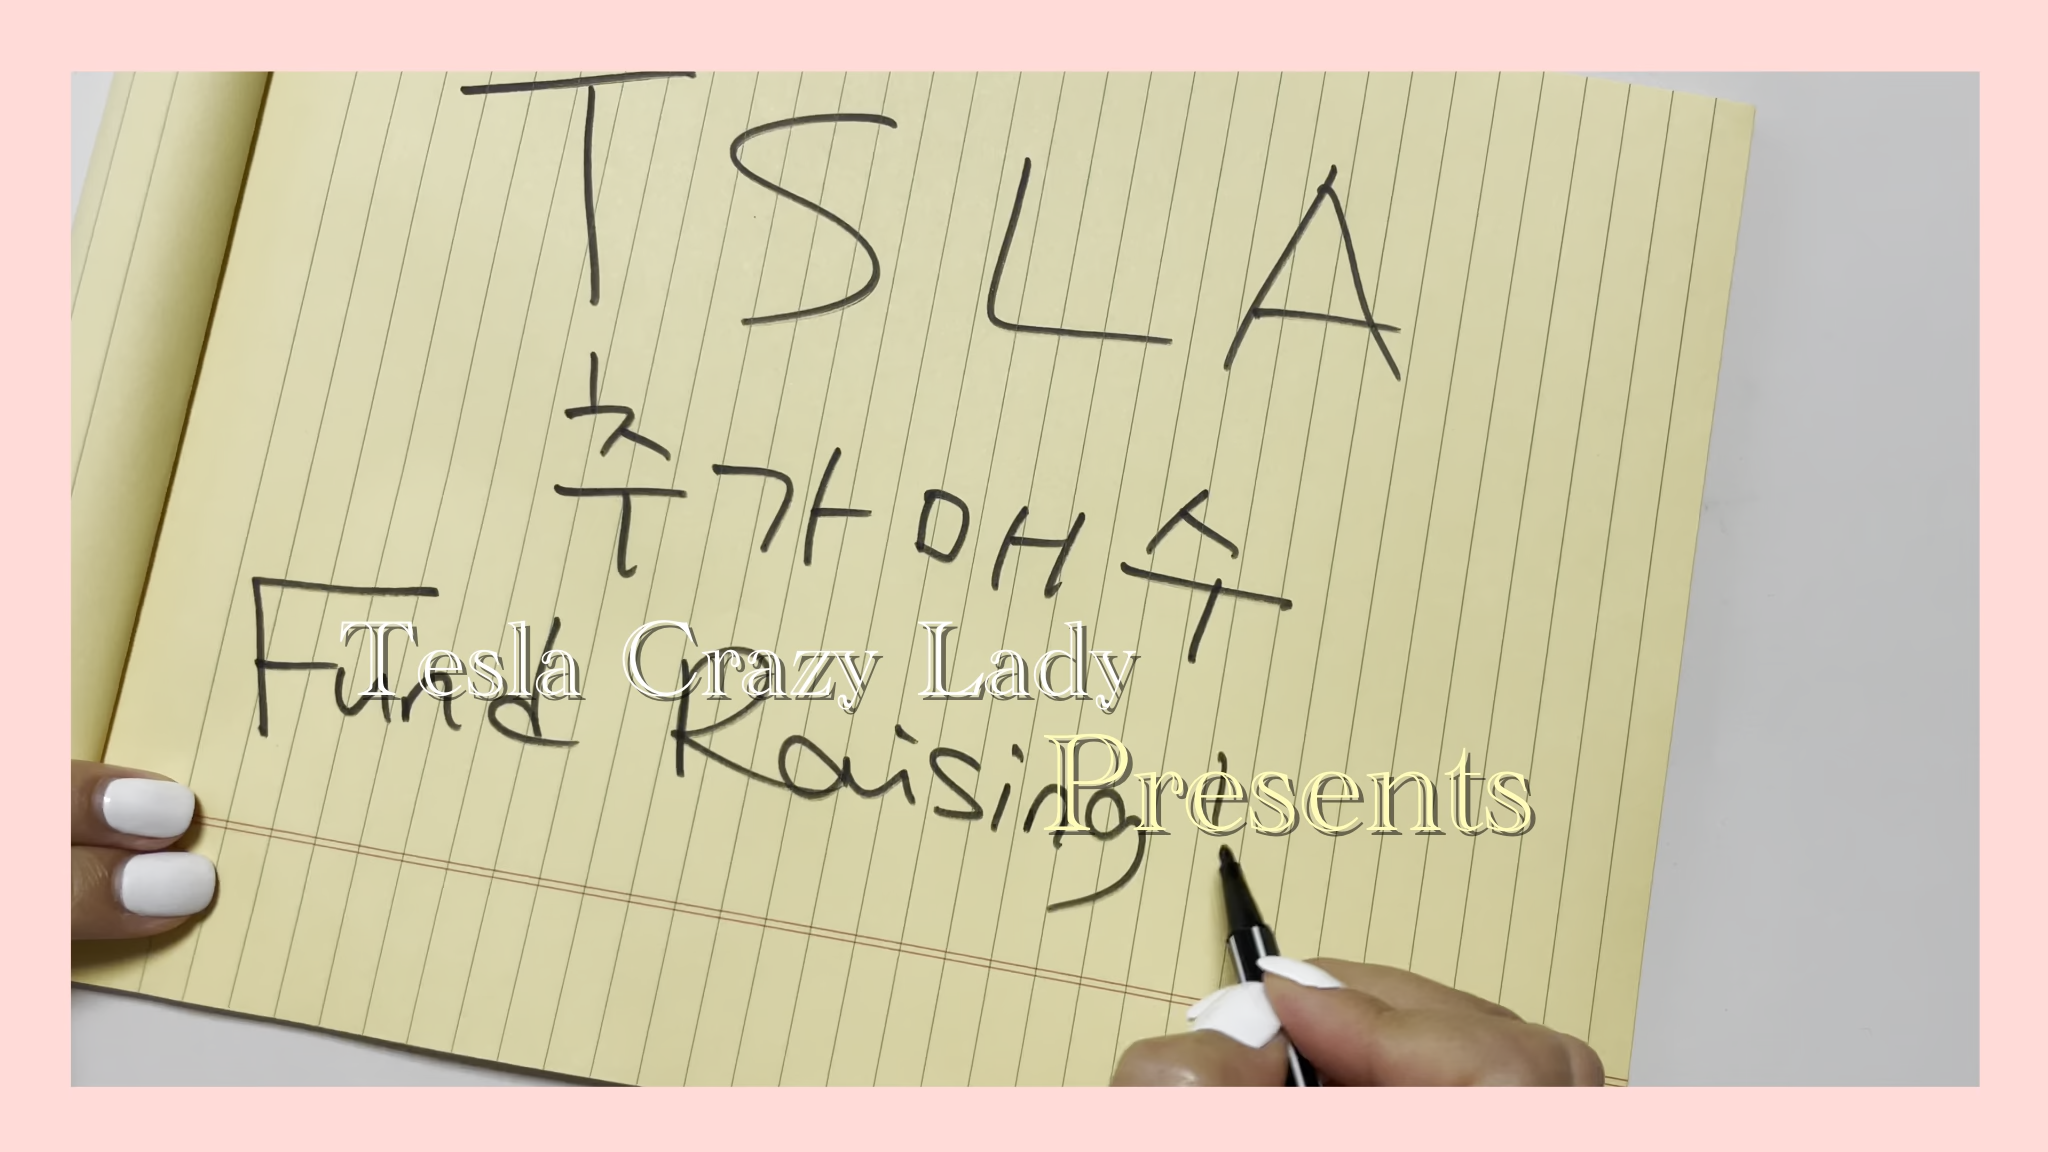 TSLA
추가매수
Fund Raising !
Tesla Crazy Lady
Presents